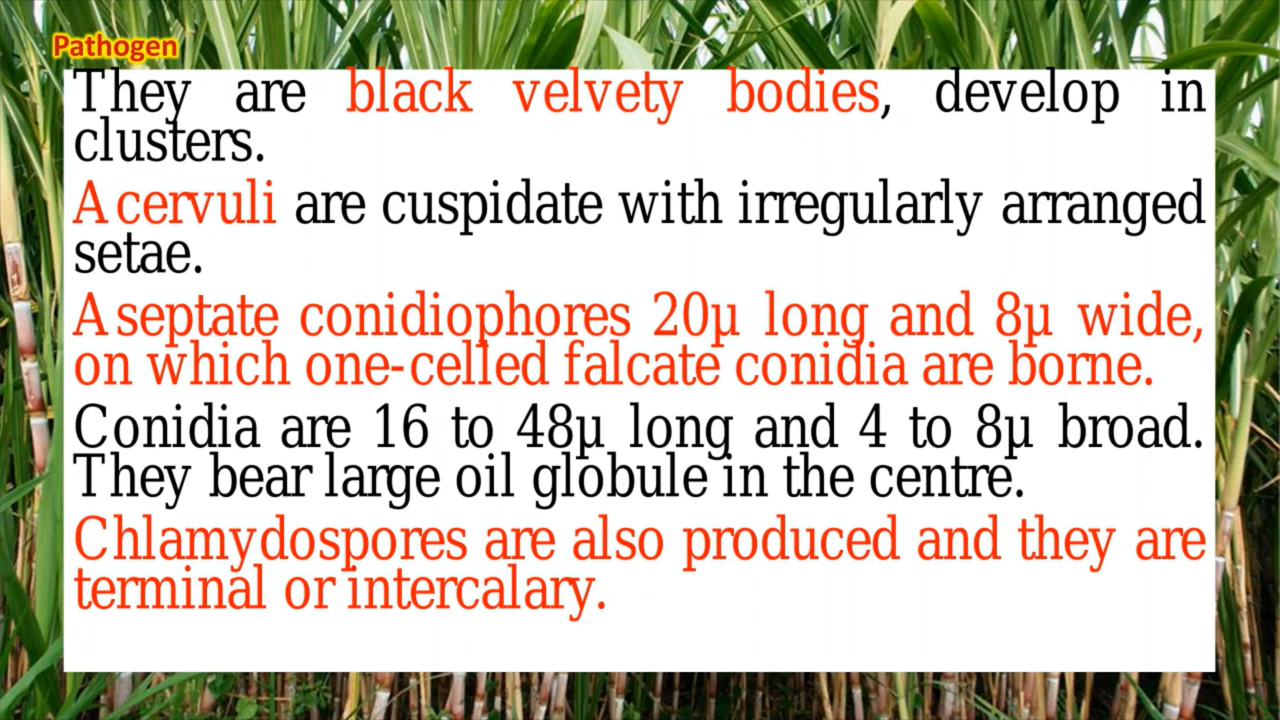 Pathogen
They are black velvety bodies, develop in
clusters.
Acervuli are cuspidate with irregularly arranged
setae.
Aseptate conidiophores 20µ long and 8µ wide,
on which one-celled falcate conidia are borne.
Conidia are 16 to 48µ long and 4 to 8µ broad.
They bear large oil globule in the centre.
Chlamydospores are also produced and they are
terminal or intercalary.